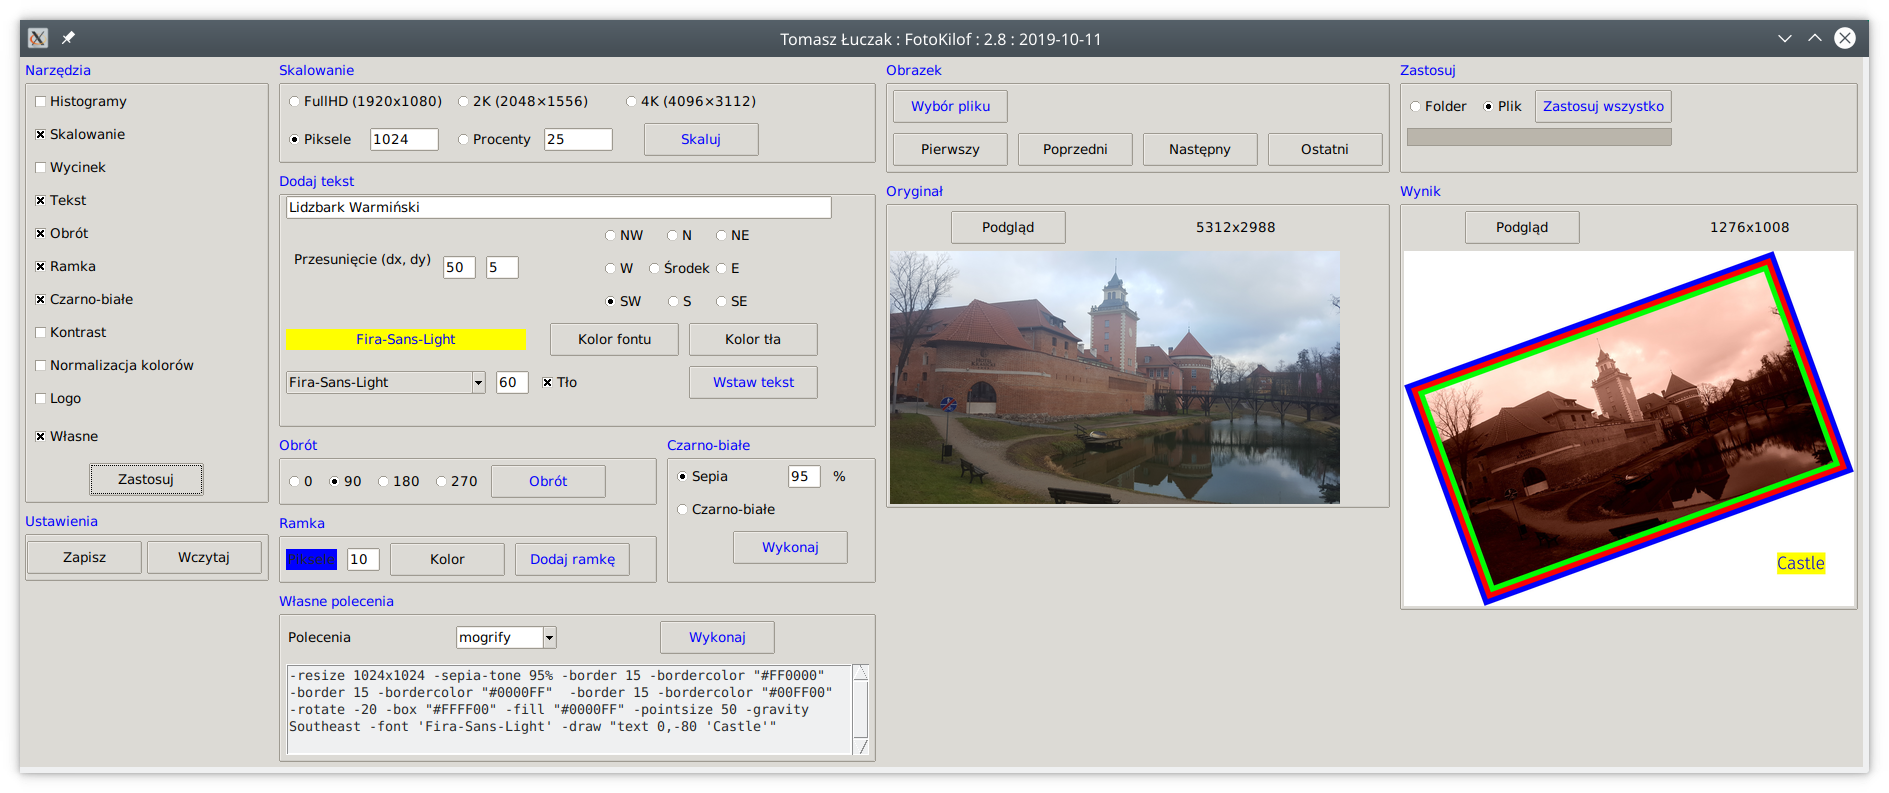 Tomasz Łuczak : FotoKilof : 2.8 : 2019-10-11
Narzędzia
Histogramy
Skalowanie
Wycinek
Tekst
Obrót
Ramka
Czarno-białe
Kontrast
Normalizacja kolorów
Logo
Własne
Zastosuj
Ustawienia
Zapisz Wczytaj
Skalowanie
FullHD (1920x1080) 2K (2048×1556) 4K (4096×3112)
Piksele 1024 Procenty 25 Skaluj
Dodaj tekst
Lidzbark Warmiński
NW N NE
Przesunięcie (dx, dy) 50 5
W Środek E
SW S SE
Fira-Sans-Light Kolor fontu Kolor tła
Fira-Sans-Light 60 Tło Wstaw tekst
Obrót
0 90 180 270 Obrót
Ramka
Piksele 10 Kolor Dodaj ramkę
Czarno-białe
Sepia 95 %
Czarno-białe
Wykonaj
Własne polecenia
Polecenia mogrify Wykonaj
-resize 1024x1024 -sepia-tone 95% -border 15 -bordercolor "#FF0000"
-border 15 -bordercolor "#0000FF"  -border 15 -bordercolor "#00FF00"
-rotate -20 -box "#FFFF00" -fill "#0000FF" -pointsize 50 -gravity
Southeast -font 'Fira-Sans-Light' -draw "text 0,-80 'Castle'"
Obrazek
Wybór pliku
Pierwszy Poprzedni Następny Ostatni
Oryginał
Podgląd 5312x2988
Zastosuj
Folder Plik Zastosuj wszystko
Wynik
Podgląd 1276x1008
Castle